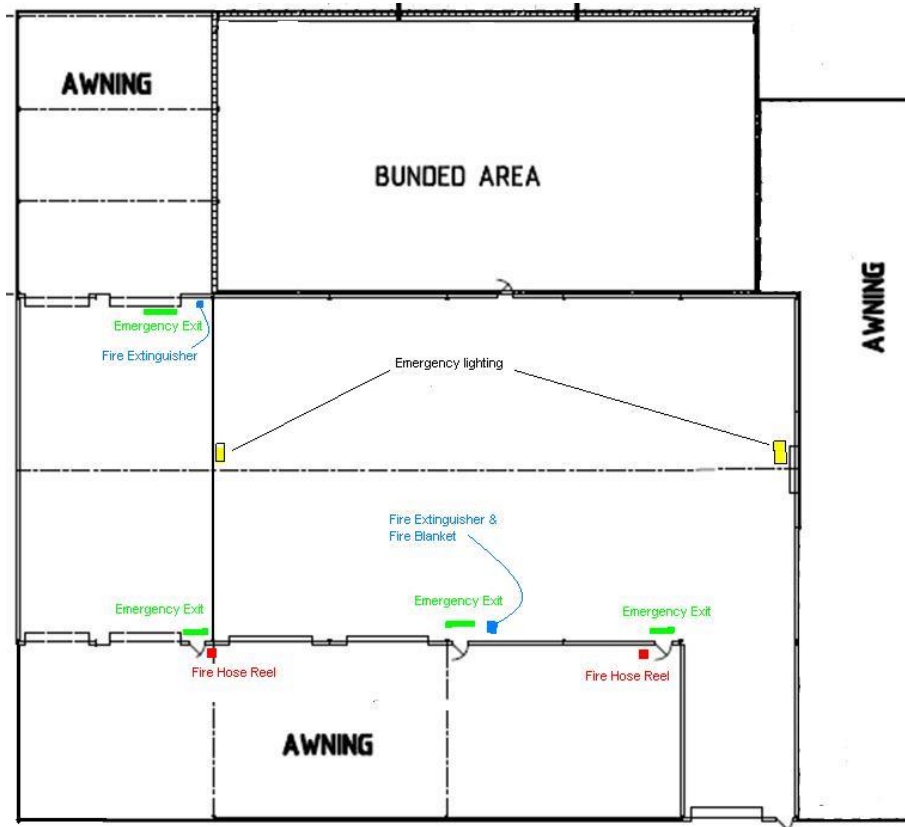 AWNING
BUNDED AREA
AWNING
Emergency Exit
Fire Extinguisher
Emergency lighting
Fire Extinguisher &
Fire Blanket
Emergency Exit
Emergency Exit
Emergency Exit
Fire Hose Reel
Fire Hose Reel
AWNING